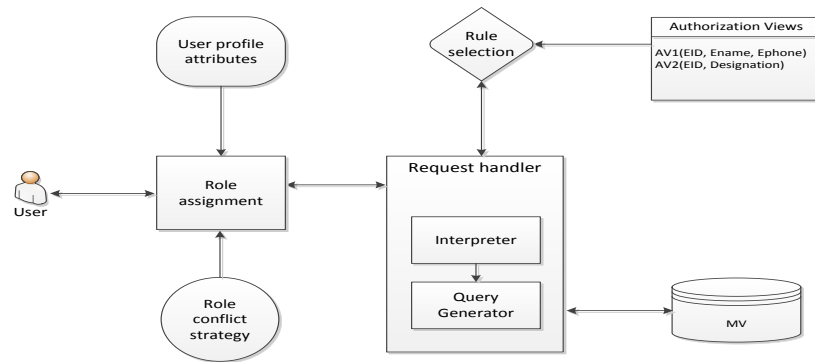 User profile
attributes
Rule
selection
Authorization Views
AV1(EID, Ename, Ephone)
AV2(EID, Designation)
User
Role
assignment
Request handler
Interpreter
Query
Generator
Role
conflict
strategy
MV